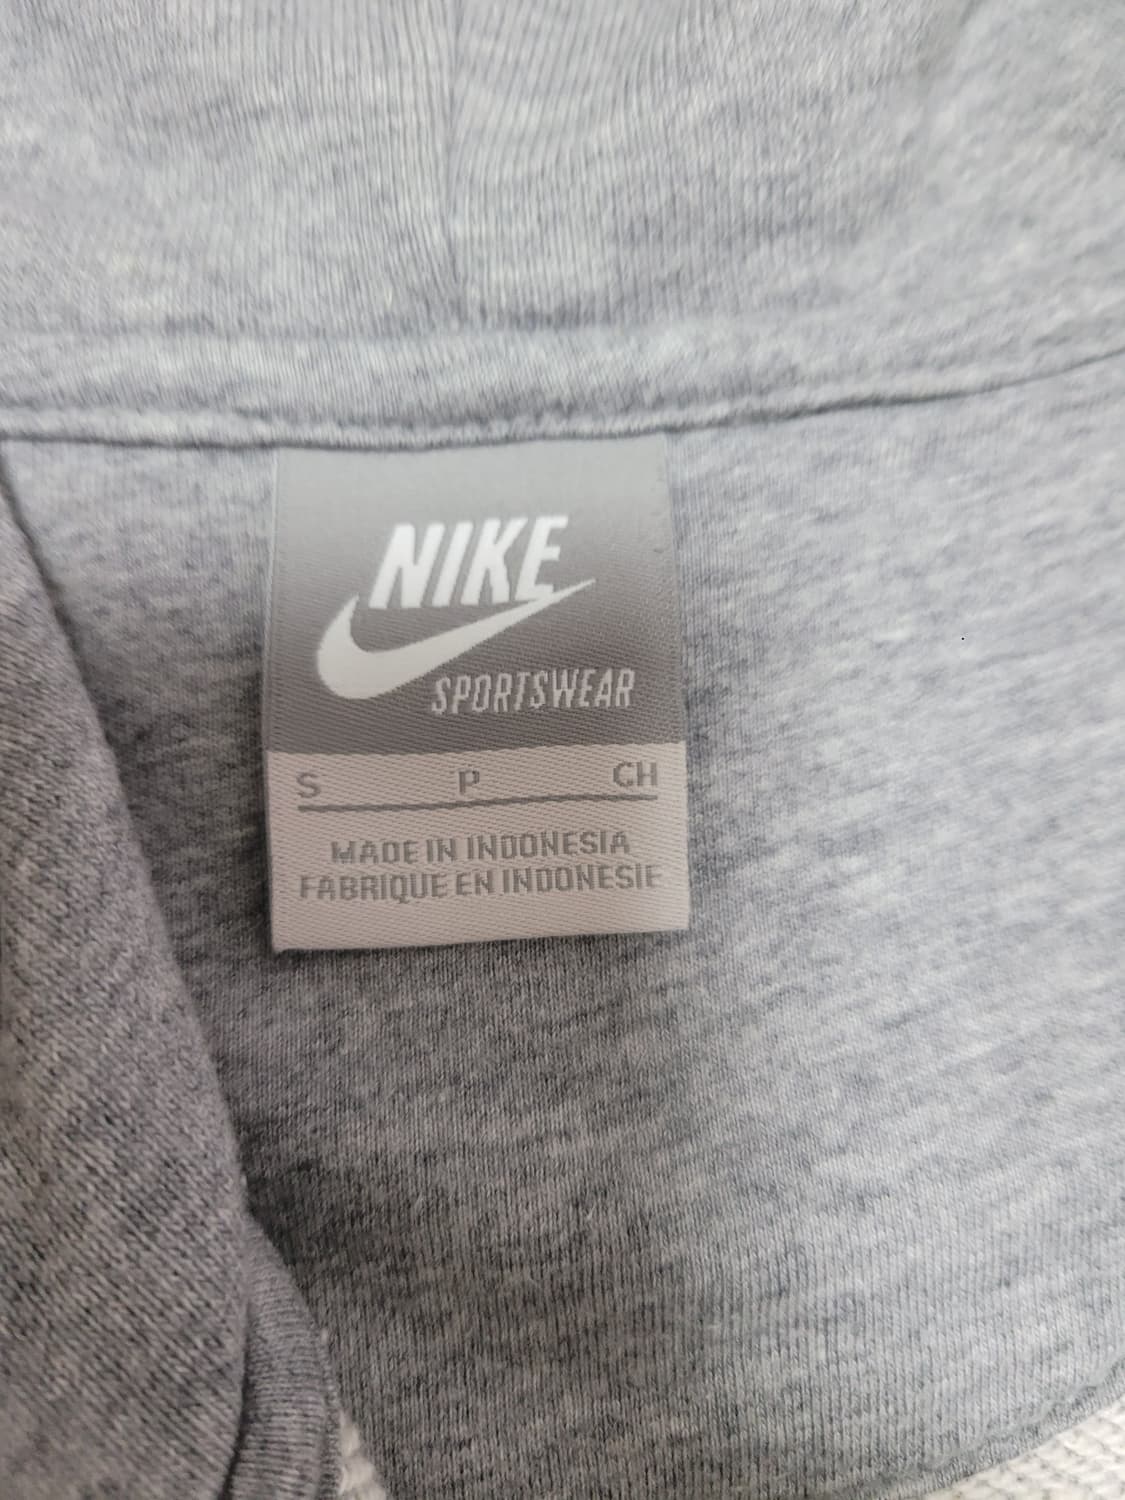 NIKE
SPORTSWEAR
S P CH
MADE IN INDONESIA
FABRIQUE EN INDONESIE